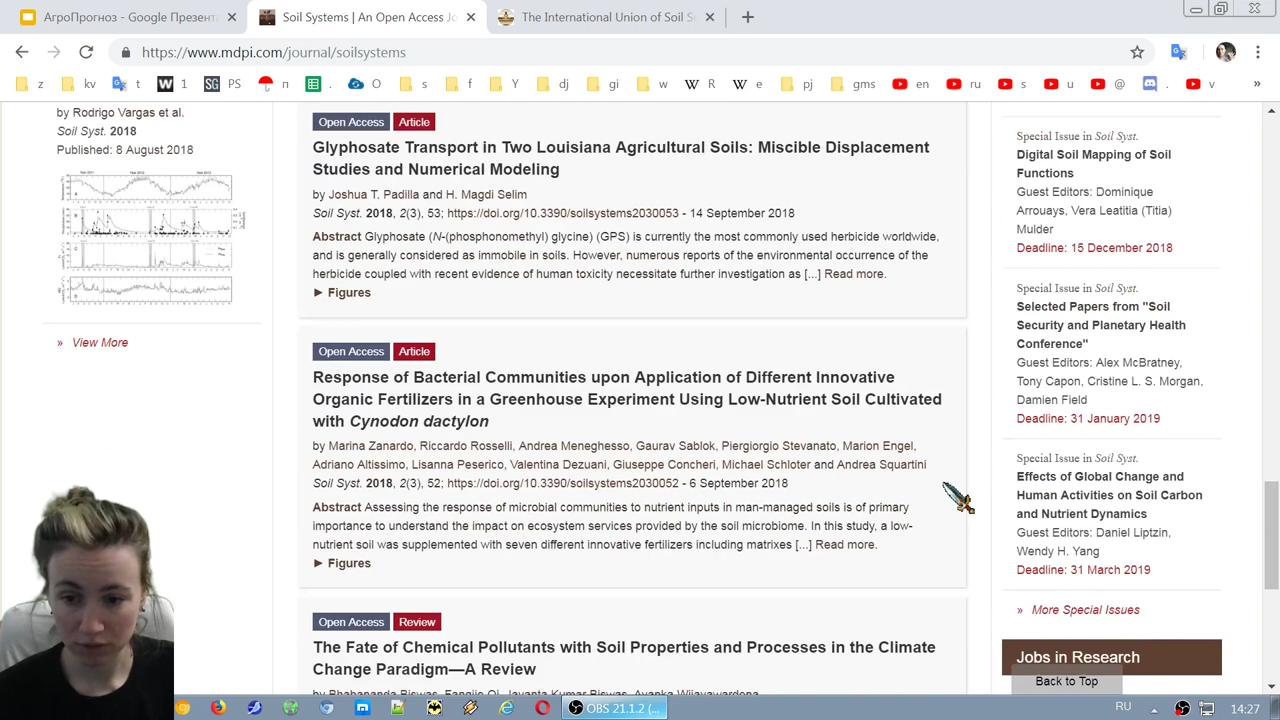 АгроПрогноз - Google Презент
Soil Systems | An Open Access Jo
The International Union of Soil S
https://www.mdpi.com/journal/soilsystems
z
kv
t
1
PS
п
.
O
s
f
Y
dj
gi
w
R
e
pj
gms
en
ru
s
u
@
.
v
»
by Rodrigo Vargas et al.
Soil Syst. 2018
Published: 8 August 2018
» View More
Open Access Article
Glyphosate Transport in Two Louisiana Agricultural Soils: Miscible Displacement
Studies and Numerical Modeling
by Joshua T. Padilla and H. Magdi Selim
Soil Syst. 2018, 2(3), 53; https://doi.org/10.3390/soilsystems2030053 - 14 September 2018
Abstract Glyphosate (N-(phosphonomethyl) glycine) (GPS) is currently the most commonly used herbicide worldwide,
and is generally considered as immobile in soils. However, numerous reports of the environmental occurrence of the
herbicide coupled with recent evidence of human toxicity necessitate further investigation as [...] Read more.
► Figures
Open Access Article
Response of Bacterial Communities upon Application of Different Innovative
Organic Fertilizers in a Greenhouse Experiment Using Low-Nutrient Soil Cultivated
with Cynodon dactylon
by Marina Zanardo, Riccardo Rosselli, Andrea Meneghesso, Gaurav Sablok, Piergiorgio Stevanato, Marion Engel,
Adriano Altissimo, Lisanna Peserico, Valentina Dezuani, Giuseppe Concheri, Michael Schloter and Andrea Squartini
Soil Syst. 2018, 2(3), 52; https://doi.org/10.3390/soilsystems2030052 - 6 September 2018
Abstract Assessing the response of microbial communities to nutrient inputs in man-managed soils is of primary
importance to understand the impact on ecosystem services provided by the soil microbiome. In this study, a low-
nutrient soil was supplemented with seven different innovative fertilizers including matrixes [...] Read more.
► Figures
Open Access Review
The Fate of Chemical Pollutants with Soil Properties and Processes in the Climate
Change Paradigm—A Review
Special Issue in Soil Syst.
Digital Soil Mapping of Soil
Functions
Guest Editors: Dominique
Arrouays, Vera Leatitia (Titia)
Mulder
Deadline: 15 December 2018
Special Issue in Soil Syst.
Selected Papers from "Soil
Security and Planetary Health
Conference"
Guest Editors: Alex McBratney,
Tony Capon, Cristine L. S. Morgan,
Damien Field
Deadline: 31 January 2019
Special Issue in Soil Syst.
Effects of Global Change and
Human Activities on Soil Carbon
and Nutrient Dynamics
Guest Editors: Daniel Liptzin,
Wendy H. Yang
Deadline: 31 March 2019
» More Special Issues
Jobs in Research
Back to Top
OBS 21.1.2 (...
RU
14:27